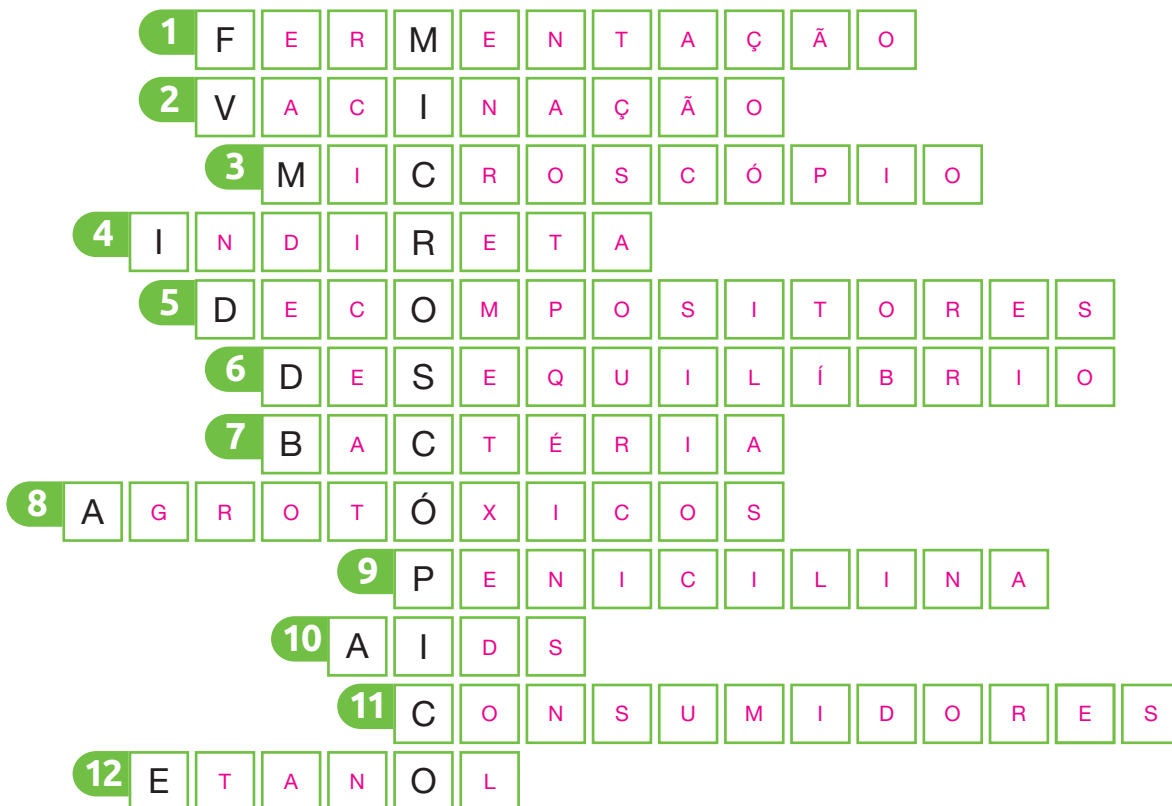 1 FERMENTAÇÃO
2 VACINAÇÃO
3 MICROSCÓPIO
4 INDIRETA
5 DECOMPOSITORES
6 DESEQUILÍBRIO
7 BACTÉRIA
8 AGROTÓXICOS
9 PENICILINA
10 AIDS
11 CONSUMIDORES
12 ETANOL